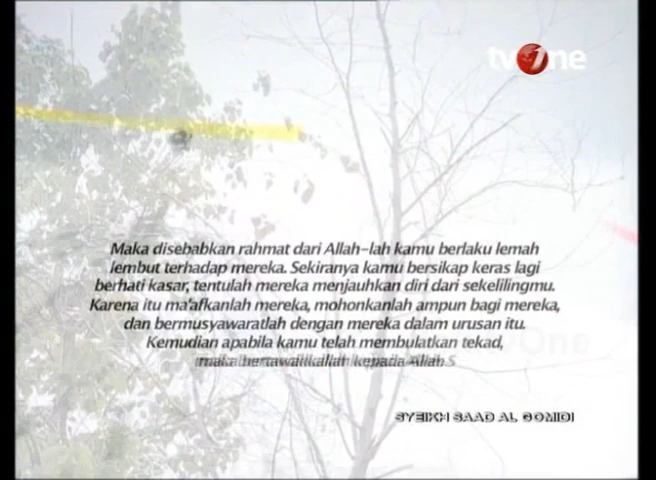 tvOne
Maka disebabkan rahmat dari Allah-lah kamu berlaku lemah
lembut terhadap mereka. Sekiranya kamu bersikap keras lagi
berhati kasar, tentulah mereka menjauhkan diri dari sekelilingmu.
Karena itu ma'afkanlah mereka, mohonkanlah ampun bagi mereka,
dan bermusyawaratlah dengan mereka dalam urusan itu.
Kemudian apabila kamu telah membulatkan tekad,
maka bertawakkallah kepada Allah S
SYEIKH SAAD AL GOMIDI